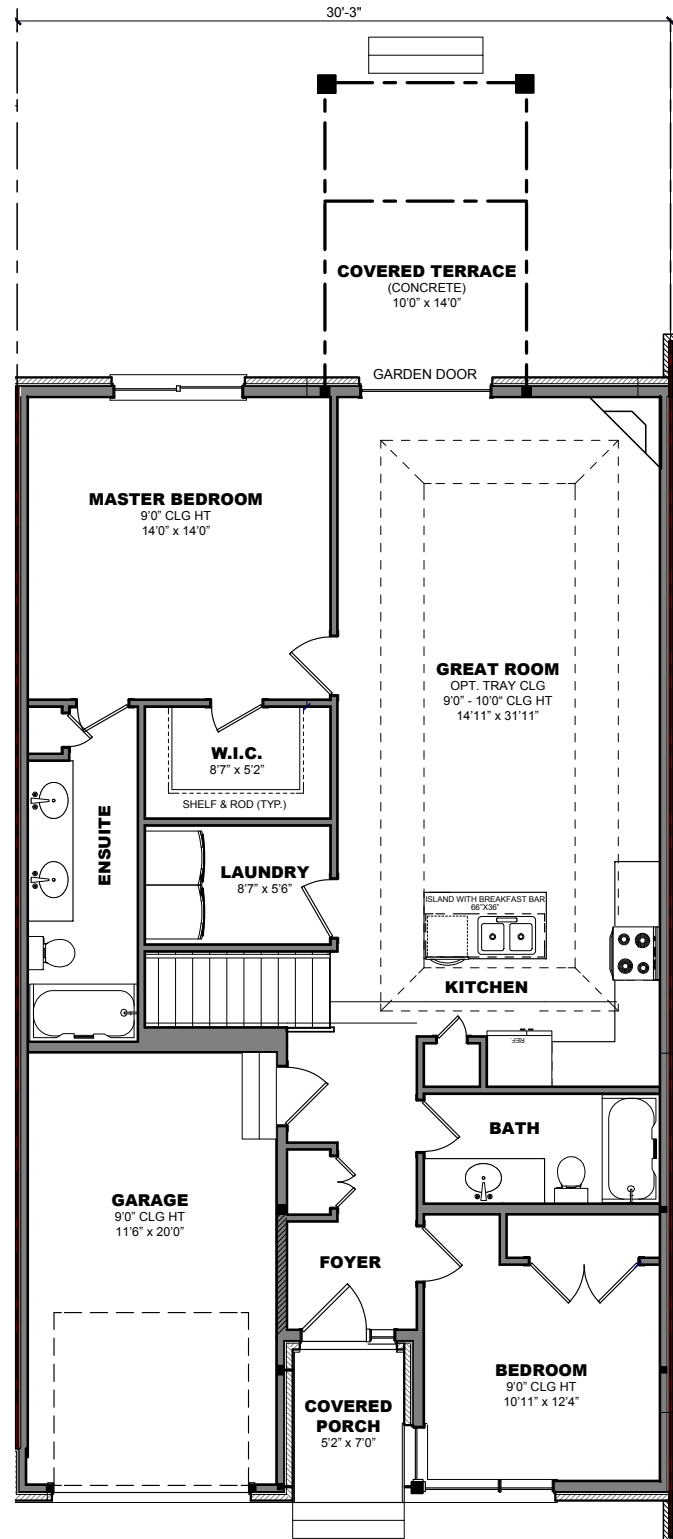 30'-3"
COVERED TERRACE
(CONCRETE)
10'0" x 14'0"
GARDEN DOOR
MASTER BEDROOM
9'0" CLG HT
14'0" x 14'0"
GREAT ROOM
OPT. TRAY CLG
9'0" - 10'0" CLG HT
14'11" x 31'11"
W.I.C.
8'7" x 5'2"
SHELF & ROD (TYP.)
ENSUITE
LAUNDRY
8'7" x 5'6"
ISLAND WITH BREAKFAST BAR
66"X36"
KITCHEN
REF.
BATH
GARAGE
9'0" CLG HT
11'6" x 20'0"
FOYER
BEDROOM
9'0" CLG HT
10'11" x 12'4"
COVERED
PORCH
5'2" x 7'0"